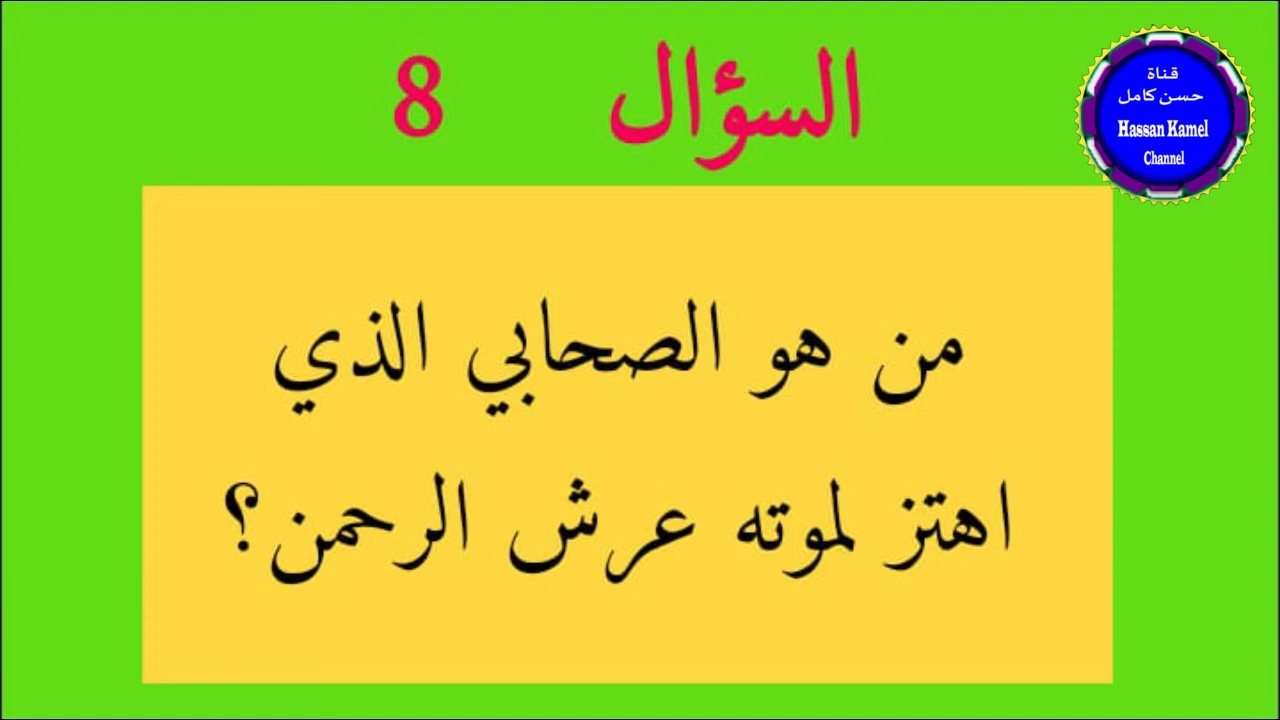 السؤال 8
قناة
حسن كامل
Hassan Kamel
Channel
من هو الصحابي الذي
اهتز لموته عرش الرحمن؟